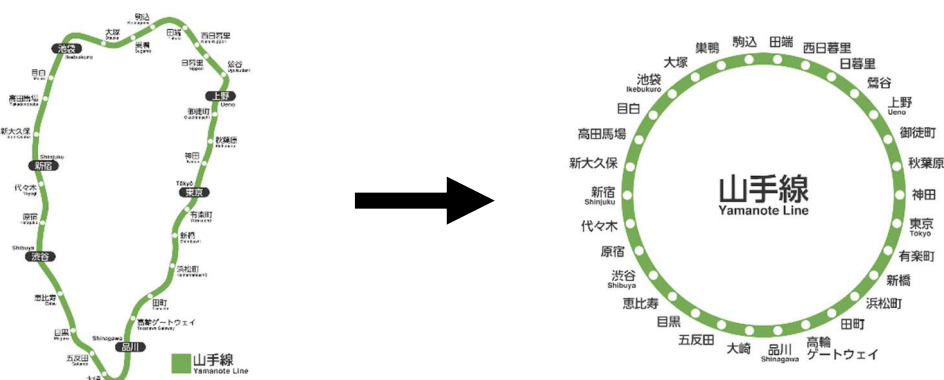 駒込
大塚
田端
西日暮里
巣鴨
池袋
Ikebukuro
日暮里
鶯谷
目白
上野
Ueno
高田馬場
御徒町
新大久保
秋葉原
Shinjuku
新宿
神田
代々木
Tōkyō
東京
原宿
有楽町
Shibuya
渋谷
新橋
浜松町
恵比寿
田町
目黒
高輪ゲートウェイ
Shinagawa
品川
五反田
大崎
山手線
Yamanote Line
駒込
田端
巣鴨
西日暮里
大塚
日暮里
池袋
Ikebukuro
鶯谷
目白
上野
Ueno
高田馬場
御徒町
新大久保
秋葉原
新宿
Shinjuku
神田
山手線
Yamanote Line
代々木
東京
Tokyo
原宿
有楽町
渋谷
Shibuya
新橋
恵比寿
浜松町
目黒
田町
五反田
高輪
ゲートウェイ
大崎
品川
Shinagawa